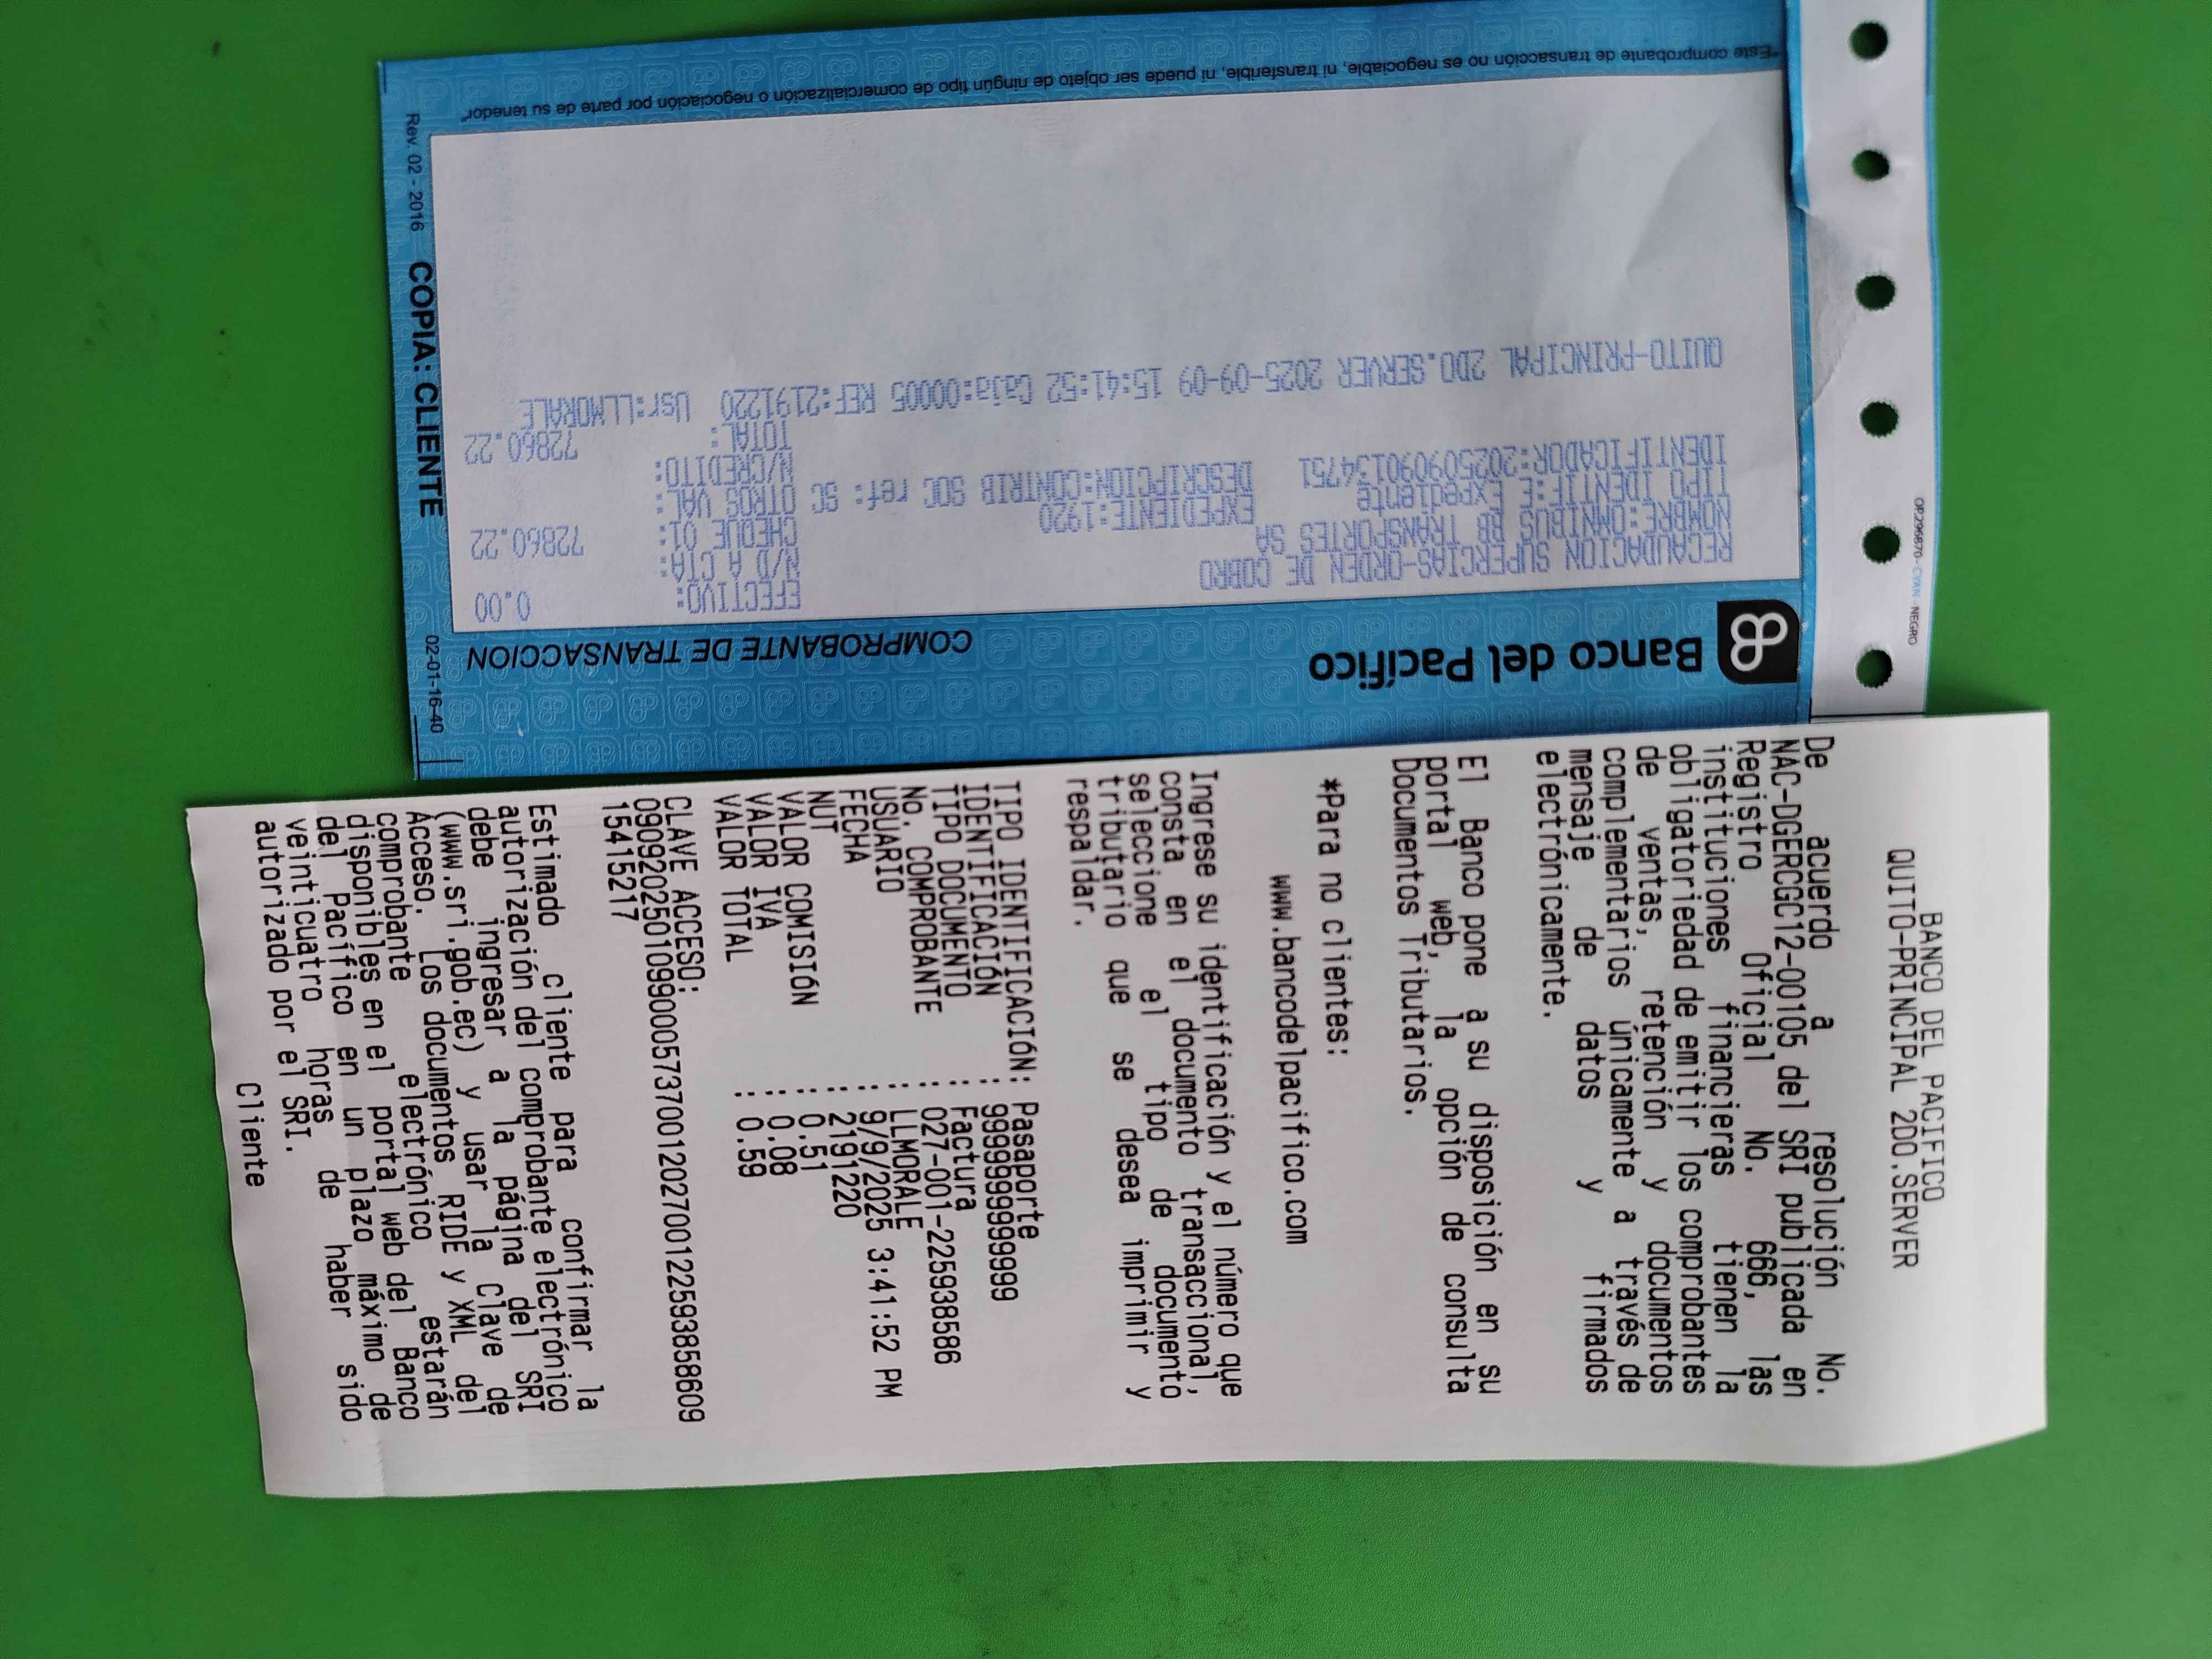 Banco del Pacífico
COMPROBANTE DE TRANSACCION
RECAUDACION SUPERCIAS-ORDEN DE COBRO
EFECTIVO: 0.00
NOMBRE:OMNIBUS BB TRANSPORTES SA
N/D A CTA:
TIPO IDENTIF:E Expediente EXPEDIENTE:1920
CHEQUE 01: 72860.22
IDENTIFICADOR:202509090134751 DESCRIPCION:CONTRIB SOC ref: SC
OTROS VAL.:
N/CREDITO:
TOTAL: 72860.22
QUITO-PRINCIPAL 2DO.SERVER 2025-09-09 15:41:52 Caja:00005 REF:2191220 Usr:LLMORALE
"Este comprobante de transacción no es negociable, ni transferible, ni puede ser objeto de ningún tipo de comercialización o negociación por parte de su tenedor"
Rev. 02 - 2016 COPIA: CLIENTE 02-01-16-40
OP296870- CYAN - NEGRO
BANCO DEL PACIFICO
QUITO-PRINCIPAL 2DO.SERVER
De acuerdo a resolución No.
NAC-DGERCGC12-00105 del SRI publicada en
Registro Oficial No. 666, las
instituciones financieras tienen la
obligatoriedad de emitir los comprobantes
de ventas, retención y documentos
complementarios únicamente a través de
mensaje de datos y firmados
electrónicamente.
El Banco pone a su disposición en su
portal web, la opción de consulta
Documentos Tributarios.
*Para no clientes:
www.bancodelpacifico.com
Ingrese su identificación y el número que
consta en el documento transaccional,
seleccione el tipo de documento
tributario que se desea imprimir y
respaldar.
TIPO IDENTIFICACIÓN: Pasaporte
IDENTIFICACIÓN : 9999999999999
TIPO DOCUMENTO : Factura
No. COMPROBANTE : 027-001-225938586
USUARIO : LLMORALE
FECHA : 9/9/2025 3:41:52 PM
NUT : 2191220
VALOR COMISIÓN : 0.51
VALOR IVA : 0.08
VALOR TOTAL : 0.59
CLAVE ACCESO:
090920250109900057370012027001225938586​09
15415217
Estimado cliente para confirmar la
autorización del comprobante electrónico
debe ingresar a la página del SRI
(www.sri.gob.ec) y usar la Clave de
Acceso. Los documentos RIDE y XML del
comprobante electrónico estarán
disponibles en el portal web del Banco
del Pacífico en un plazo máximo de
veinticuatro horas de haber sido
autorizado por el SRI.
Cliente